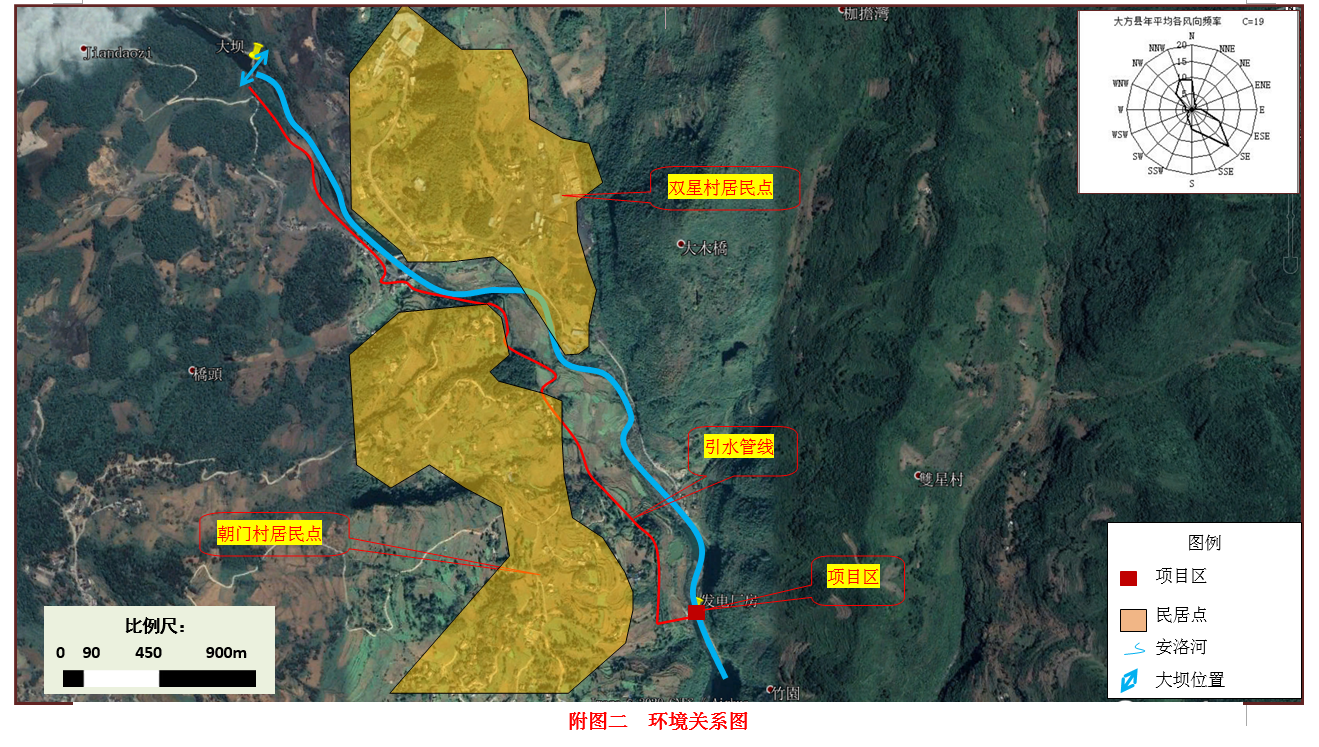 枷擔灣
大方县年平均各风向频率 C=19
N
NNE
NE
ENE
E
ESE
SE
SSE
S
SSW
SW
WSW
W
WNW
NW
NNW
20
15
10
5
Jiandaozi
大坝
双星村居民点
大木橋
橋頭
引水管线
雙星村
朝门村居民点
项目区
发电厂房
竹園
比例尺:
0 90 450 900m
图例
项目区
民居点
安洛河
大坝位置
附图二 环境关系图